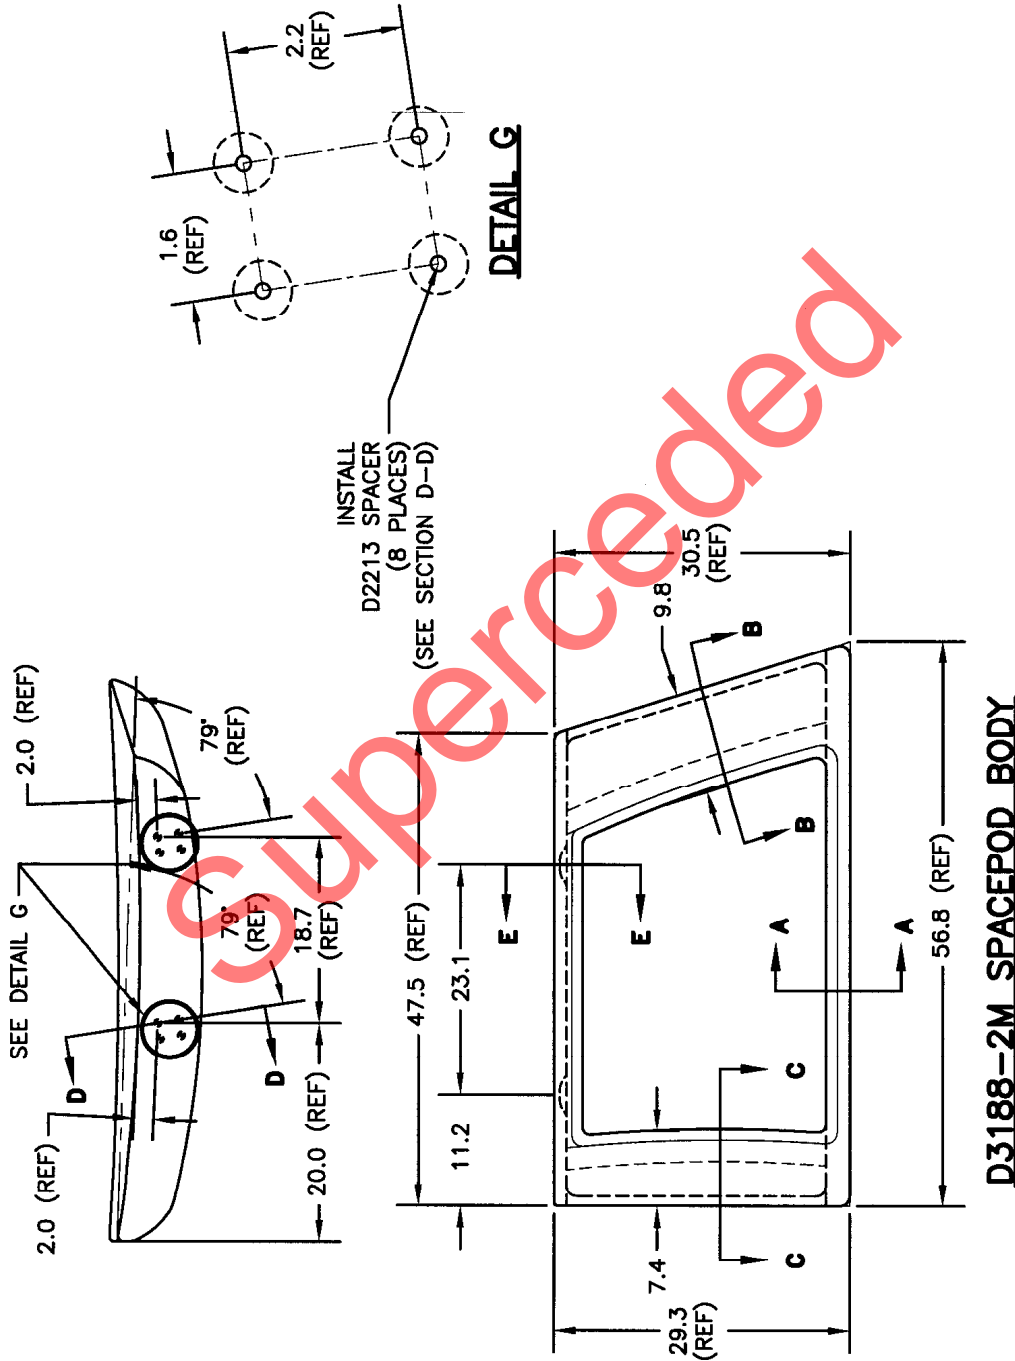 2.0 (REF)
SEE DETAIL G
2.0 (REF)
79°
(REF)
79°
(REF)
18.7
(REF)
20.0 (REF)
D
D
1.6
(REF)
2.2
(REF)
DETAIL G
INSTALL
D2213 SPACER
(8 PLACES)
(SEE SECTION D-D)
47.5 (REF)
23.1
11.2
E
E
9.8
30.5
(REF)
B
B
A
A
C
C
7.4
29.3
(REF)
56.8 (REF)
D3188-2M SPACEPOD BODY
Superceded